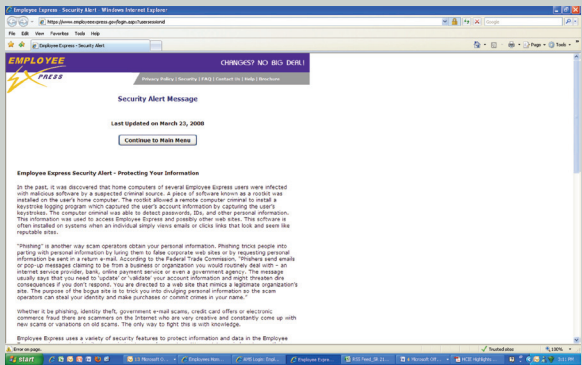 Employee Express - Security Alert - Windows Internet Explorer
https://www.employeeexpress.gov/login.aspx?usersessionid
Google
File Edit View Favorites Tools Help
Employee Express - Security Alert
Page Tools
EMPLOYEE
EXPRESS
CHANGES? NO BIG DEAL!
Privacy Policy | Security | FAQ | Contact Us | Help | Brochure
Security Alert Message
Last Updated on March 23, 2008
Continue to Main Menu
Employee Express Security Alert - Protecting Your Information
In the past, it was discovered that home computers of several Employee Express users were infected
with malicious software by a suspected criminal source. A piece of software known as a rootkit was
installed on the user's home computer. The rootkit allowed a remote computer criminal to install a
keystroke logging program which captured the user's account information by capturing the user's
keystrokes. The computer criminal was able to detect passwords, IDs, and other personal information.
This information was used to access Employee Express and possibly other web sites. This software is
often installed on systems when an individual simply views emails or clicks links that look and seem like
reputable sites.
"Phishing" is another way scam operators obtain your personal information. Phishing tricks people into
parting with personal information by luring them to false corporate web sites or by requesting personal
information be sent in a return e-mail. According to the Federal Trade Commission, "Phishers send emails
or pop-up messages claiming to be from a business or organization you would routinely deal with – an
internet service provider, bank, online payment service or even a government agency. The message
usually says that you need to 'update' or 'validate' your account information and might threaten dire
consequences if you don't respond. You are directed to a web site that mimics a legitimate organization's
site. The purpose of the bogus site is to trick you into divulging personal information so the scam
operators can steal your identity and make purchases or commit crimes in your name."
Whether it be phishing, identity theft, government e-mail scams, credit card offers or electronic
commerce fraud there are scammers on the Internet who are very creative and constantly come up with
new scams or variations on old scams. The only way to fight this is with knowledge.
Employee Express uses a variety of security features to protect information and data in the Employee
Error on page.
Trusted sites
100%
start
Employees Nam...
Employee Expre...